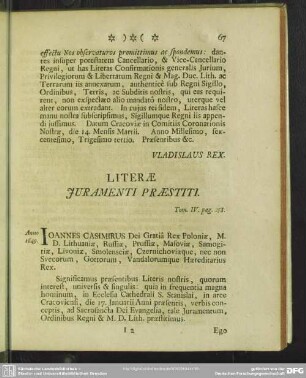 67
effectu Nos observaturos promittimus ac spondemus: dan-
tes insuper potestatem Cancellario, & Vice-Cancellario
Regni, ut has Literas Confirmationis generalis Jurium,
Privilegiorum & Libertatum Regni & Mag. Duc. Lith. ac
Terrarum iis annexarum, authenticè sub Regni Sigillo,
Ordinibus, Terris, ac Subditis nostris, qui eas requi-
rent, non exspectato alio mandato nostro, uterque vel
alter eorum extradant. In cujus rei fidem, Literas hasce
manu nostra subscripsimus, Sigillumque Regni illis appen-
di jussimus. Datum Cracoviæ in Comitiis Coronationis
Nostræ, die 14. Mensis Martii. Anno Millesimo, sex-
centesimo, Trigesimo tertio. Præsentibus &c.
VLADISLAUS REX.
LITERÆ
JURAMENTI PRÆSTITI.
Tom. IV. pag.
Anno
1649.
IOANNES CASIMIRUS Dei Gratiâ Rex Poloniæ, M.
D. Lithuaniæ, Russiæ, Prussiæ, Masoviæ, Samogi-
tiæ, Livoniæ, Smolenciæ, Czernichoviæque, nec non
Svecorum, Gottorum, Vandalorumque Hæreditarius
Rex.
Significamus præsentibus Literis nostris, quorum
interest, universis & singulis: quia in frequentia magna
hominum, in Ecclesia Cathedrali S. Stanislai, in arce
Cracoviensi, die 17. Januarii Anni præsentis, verbis con-
ceptis, ad Sacrosancta Dei Evangelia, tale Juramentum,
Ordinibus Regni & M. D. Lith. præstitimus.
I 2
Ego